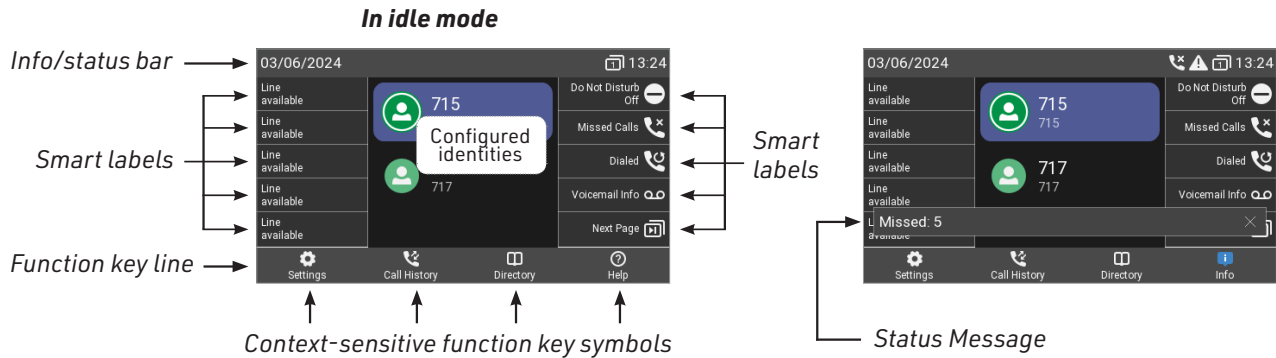 In idle mode
Info/status bar
03/06/2024
1 13:24
Line
available
Line
available
Line
available
Line
available
Line
available
715
Configured
identities
717
Do Not Disturb
Off
Missed Calls
Dialed
Voicemail Info
Next Page
Smart labels
Smart
labels
Function key line
Settings
Call History
Directory
Help
Context-sensitive function key symbols
03/06/2024
1 13:24
Line
available
Line
available
Line
available
Line
available
715
715
717
717
Do Not Disturb
Off
Missed Calls
Dialed
Voicemail Info
Missed: 5
Settings
Call History
Directory
Info
Status Message